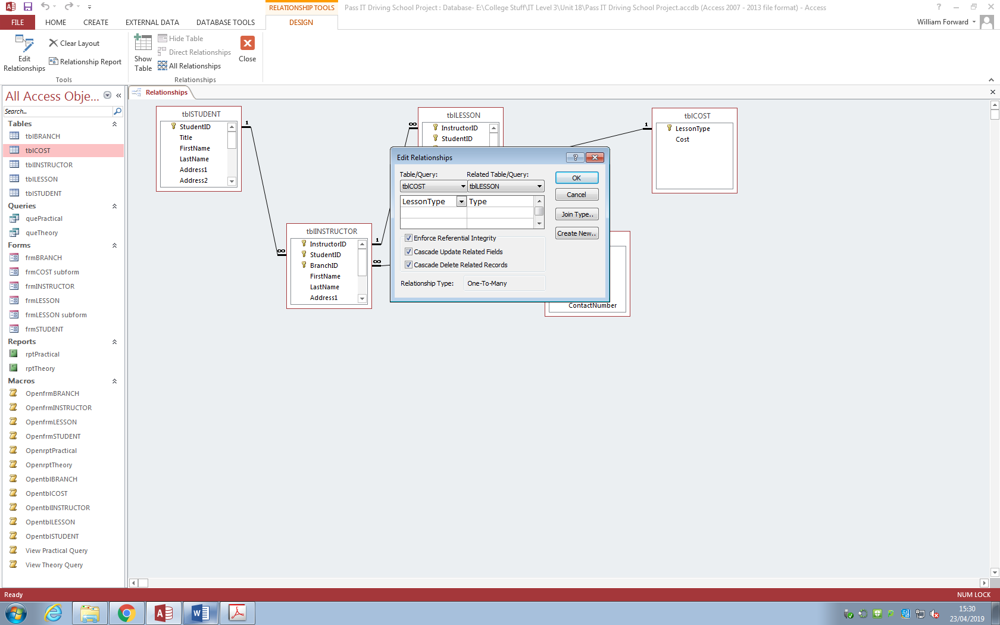 RELATIONSHIP TOOLS
Pass IT Driving School Project : Database- E:\College Stuff\IT Level 3\Unit 18\Pass IT Driving School Project.accdb (Access 2007 - 2013 file format) - Access
FILE
HOME
CREATE
EXTERNAL DATA
DATABASE TOOLS
DESIGN
William Forward
Edit
Relationships
Clear Layout
Relationship Report
Tools
Show
Table
Hide Table
Direct Relationships
All Relationships
Close
Relationships
All Access Obje...
Search...
Tables
tblBRANCH
tblCOST
tblINSTRUCTOR
tblLESSON
tblSTUDENT
Queries
quePractical
queTheory
Forms
frmBRANCH
frmCOST subform
frmINSTRUCTOR
frmLESSON
frmLESSON subform
frmSTUDENT
Reports
rptPractical
rptTheory
Macros
OpenfrmBRANCH
OpenfrmINSTRUCTOR
OpenfrmLESSON
OpenfrmSTUDENT
OpenrptPractical
OpenrptTheory
OpentblBRANCH
OpentblCOST
OpentblINSTRUCTOR
OpentblLESSON
OpentblSTUDENT
View Practical Query
View Theory Query
Relationships
tblSTUDENT
StudentID
Title
FirstName
LastName
Address1
Address2
1
∞
tblINSTRUCTOR
InstructorID
StudentID
BranchID
FirstName
LastName
Address1
1
∞
∞
tblLESSON
InstructorID
StudentID
1
tblCOST
LessonType
Cost
Edit Relationships
Table/Query:
Related Table/Query:
tblCOST
tblLESSON
LessonType
Type
Enforce Referential Integrity
Cascade Update Related Fields
Cascade Delete Related Records
Relationship Type:
One-To-Many
OK
Cancel
Join Type..
Create New..
ContactNumber
Ready
NUM LOCK
15:30
23/04/2019